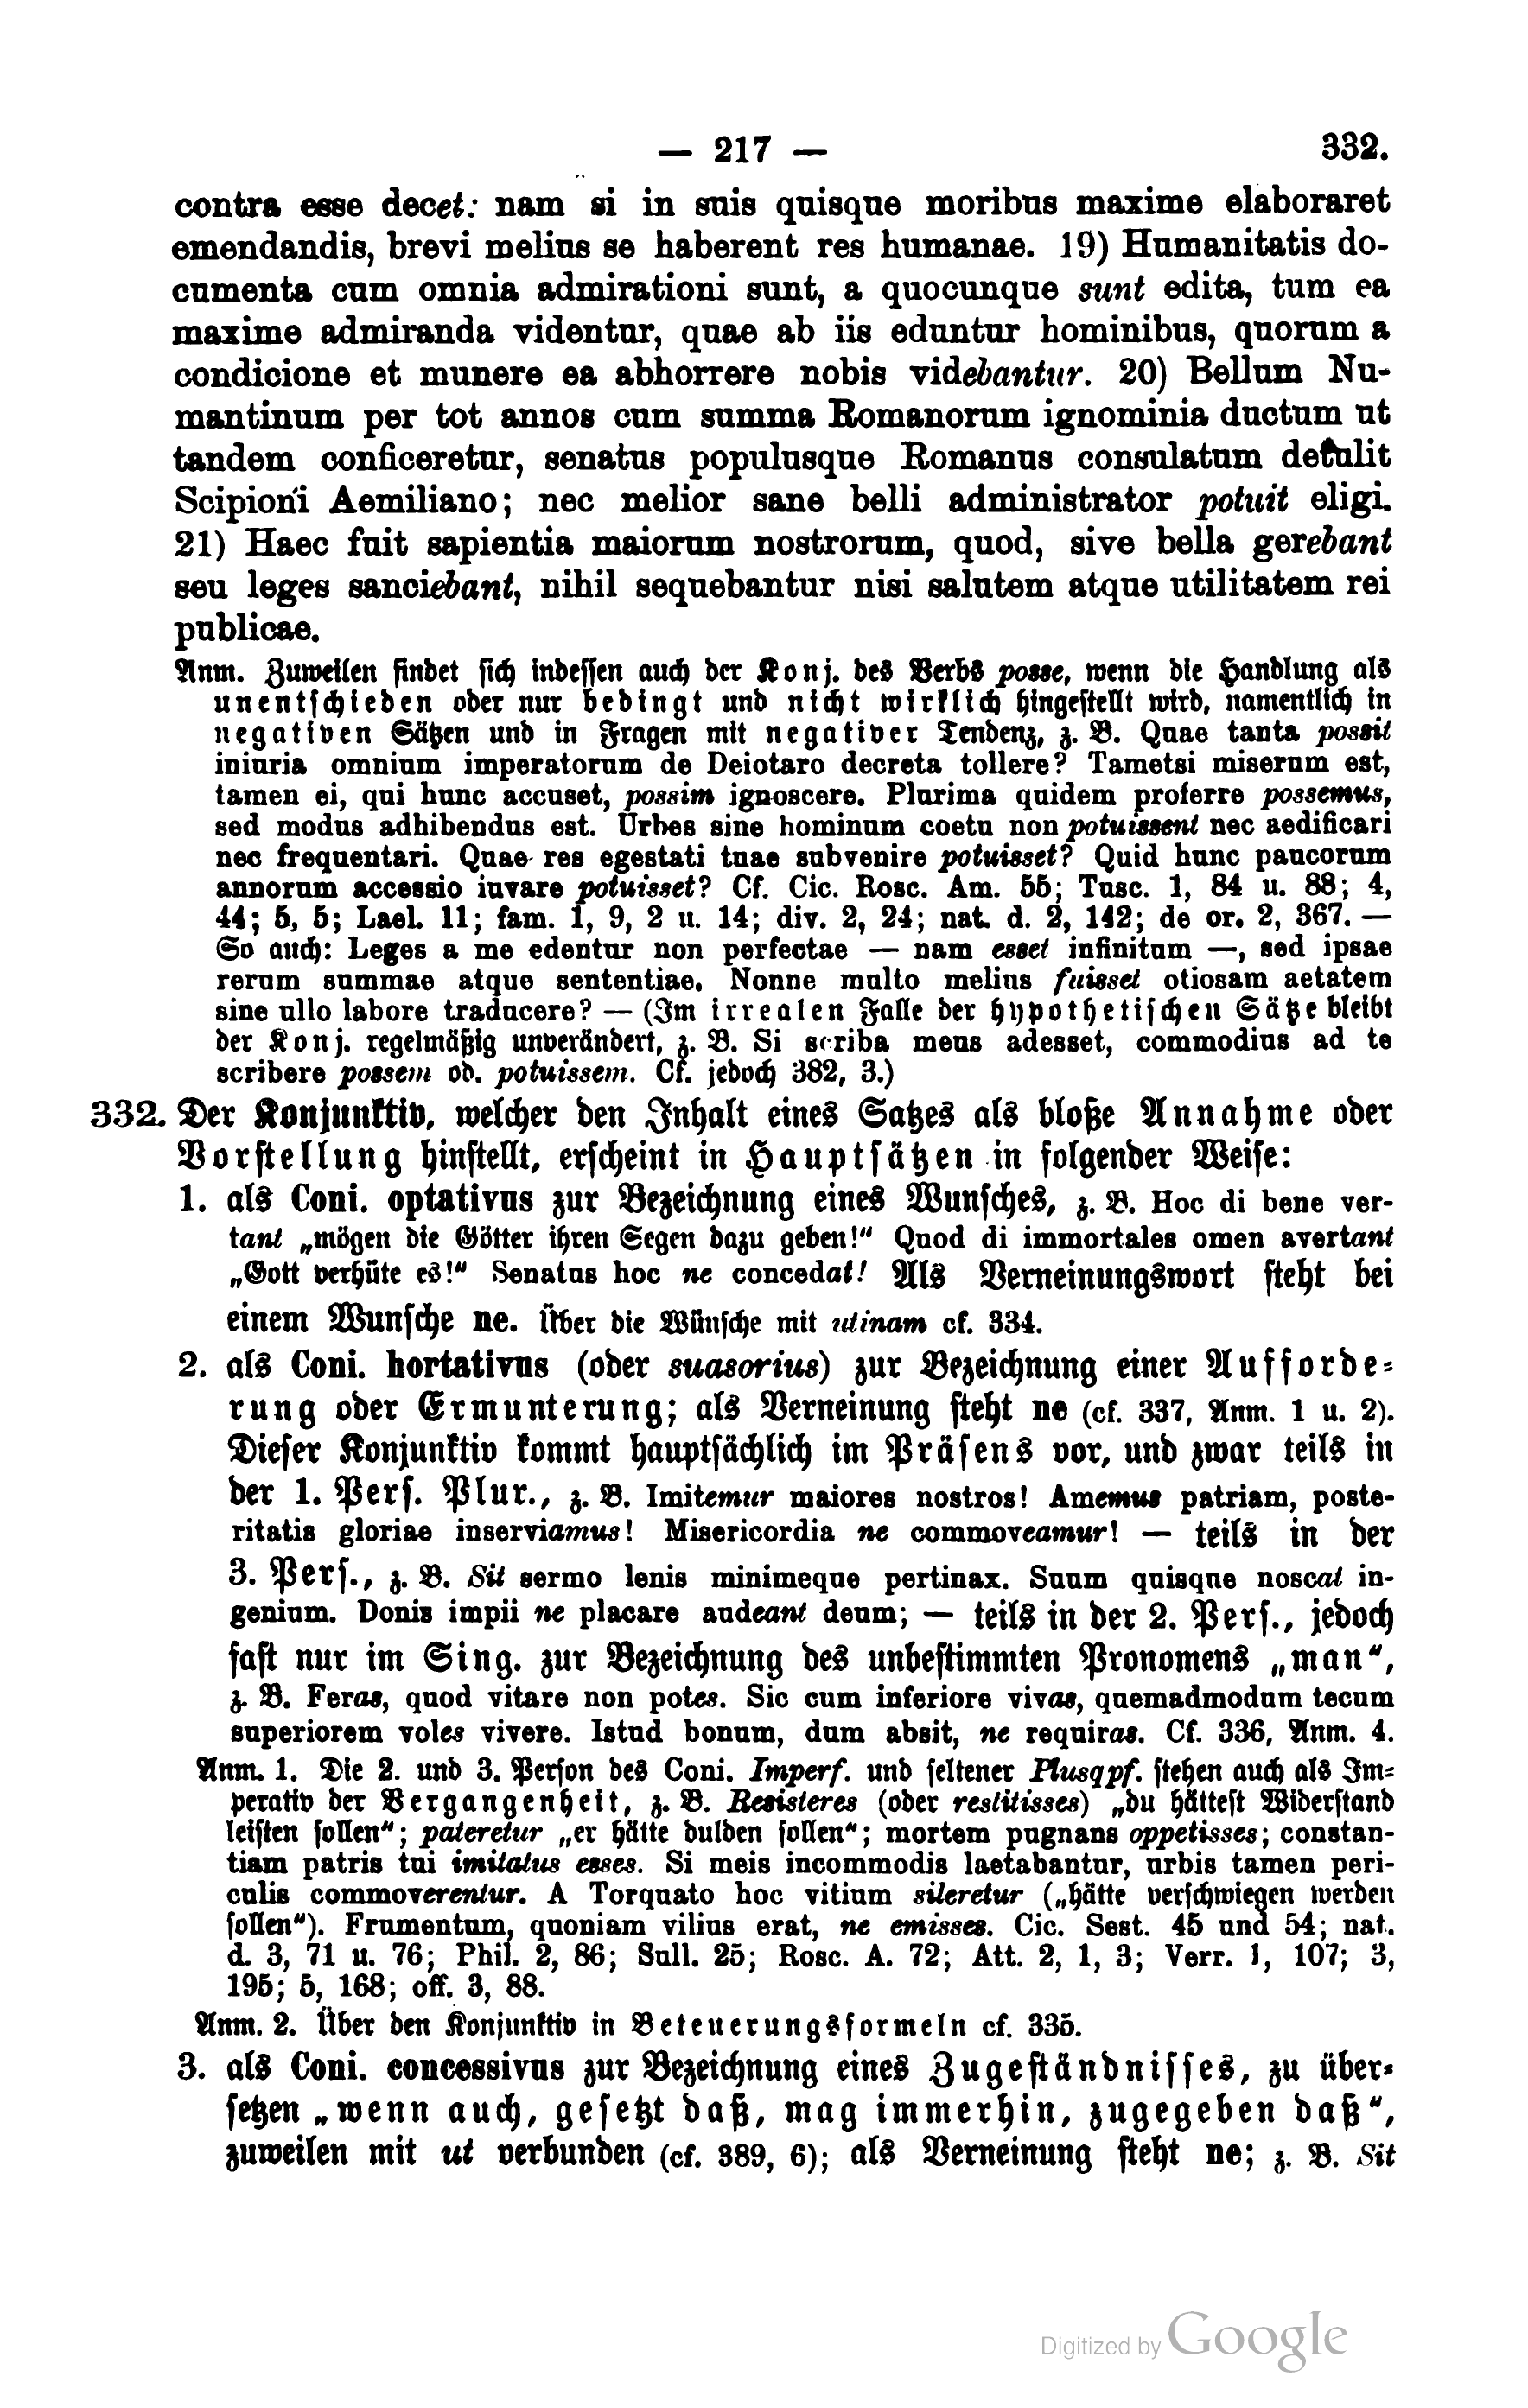 — 217 —
332.
contra esse decet: nam si in suis quisque moribus maxime elaboraret
emendandis, brevi melius se haberent res humanae. 19) Humanitatis do-
cumenta cum omnia admirationi sunt, a quocunque sunt edita, tum ea
maxime admiranda videntur, quae ab iis eduntur hominibus, quorum a
condicione et munere ea abhorrere nobis videbantur. 20) Bellum Nu-
mantinum per tot annos cum summa Romanorum ignominia ductum ut
tandem conficeretur, senatus populusque Romanus consulatum detulit
Scipioni Aemiliano; nec melior sane belli administrator potuit eligi.
21) Haec fuit sapientia maiorum nostrorum, quod, sive bella gerebant
seu leges sanciebant, nihil sequebantur nisi salutem atque utilitatem rei
publicae.
Anm. Zuweilen findet sich indessen auch der Konj. des Verbs posse, wenn die Handlung als
unentschieden oder nur bedingt und nicht wirklich hingestellt wird, namentlich in
negativen Sätzen und in Fragen mit negativer Tendenz, z. B. Quae tanta possit
iniuria omnium imperatorum de Deiotaro decreta tollere? Tametsi miserum est,
tamen ei, qui hunc accuset, possim ignoscere. Plurima quidem proferre possemus,
sed modus adhibendus est. Urbes sine hominum coetu non potuissent nec aedificari
nec frequentari. Quae res egestati tuae subvenire potuisset? Quid hunc paucorum
annorum accessio iuvare potuisset? Cf. Cic. Rosc. Am. 55; Tusc. 1, 84 u. 88; 4,
44; 5, 5; Lael. 11; fam. 1, 9, 2 u. 14; div. 2, 24; nat. d. 2, 142; de or. 2, 367. —
So auch: Leges a me edentur non perfectae — nam esset infinitum —, sed ipsae
rerum summae atque sententiae. Nonne multo melius fuisset otiosam aetatem
sine ullo labore traducere? — (Im irrealen Falle der hypothetischen Sätze bleibt
der Konj. regelmäßig unverändert, z. B. Si scriba meus adesset, commodius ad te
scribere possem od. potuissem. Cf. jedoch 382, 3.)
332. Der Konjunktiv, welcher den Inhalt eines Satzes als bloße Annahme oder
Vorstellung hinstellt, erscheint in Hauptsätzen in folgender Weise:
1. als Coni. optativus zur Bezeichnung eines Wunsches, z. B. Hoc di bene ver-
tant „mögen die Götter ihren Segen dazu geben!“ Quod di immortales omen avertant
„Gott verhüte es!“ Senatus hoc ne concedat! Als Verneinungswort steht bei
einem Wunsche ne. Über die Wünsche mit utinam cf. 334.
2. als Coni. hortativus (oder suasorius) zur Bezeichnung einer Aufforde-
rung oder Ermunterung; als Verneinung steht ne (cf. 337, Anm. 1 u. 2).
Dieser Konjunktiv kommt hauptsächlich im Präsens vor, und zwar teils in
der 1. Pers. Plur., z. B. Imitemur maiores nostros! Amemus patriam, poste-
ritatis gloriae inserviamus! Misericordia ne commoveamur! — teils in der
3. Pers., z. B. Sit sermo lenis minimeque pertinax. Suum quisque noscat in-
genium. Donis impii ne placare audeant deum; — teils in der 2. Pers., jedoch
fast nur im Sing. zur Bezeichnung des unbestimmten Pronomens „man“,
z. B. Feras, quod vitare non potes. Sic cum inferiore vivas, quemadmodum tecum
superiorem voles vivere. Istud bonum, dum absit, ne requiras. Cf. 336, Anm. 4.
Anm. 1. Die 2. und 3. Person des Coni. Imperf. und seltener Plusqpf. stehen auch als Im-
perativ der Vergangenheit, z. B. Resisteres (oder restitisses) „du hättest Widerstand
leisten sollen“; pateretur „er hätte dulden sollen“; mortem pugnans oppetisses; constan-
tiam patris tui imitatus esses. Si meis incommodis laetabantur, urbis tamen peri-
culis commoverentur. A Torquato hoc vitium sileretur („hätte verschwiegen werden
sollen“). Frumentum, quoniam vilius erat, ne emisses. Cic. Sest. 45 und 54; nat.
d. 3, 71 u. 76; Phil. 2, 86; Sull. 25; Rosc. A. 72; Att. 2, 1, 3; Verr. 1, 107; 3,
195; 5, 168; off. 3, 88.
Anm. 2. Über den Konjunktiv in Beteuerungsformeln cf. 335.
3. als Coni. concessivus zur Bezeichnung eines Zugeständnisses, zu über-
setzen „wenn auch, gesetzt daß, mag immerhin, zugegeben daß“,
zuweilen mit ut verbunden (cf. 389, 6); als Verneinung steht ne; z. B. Sit
Digitized by Google